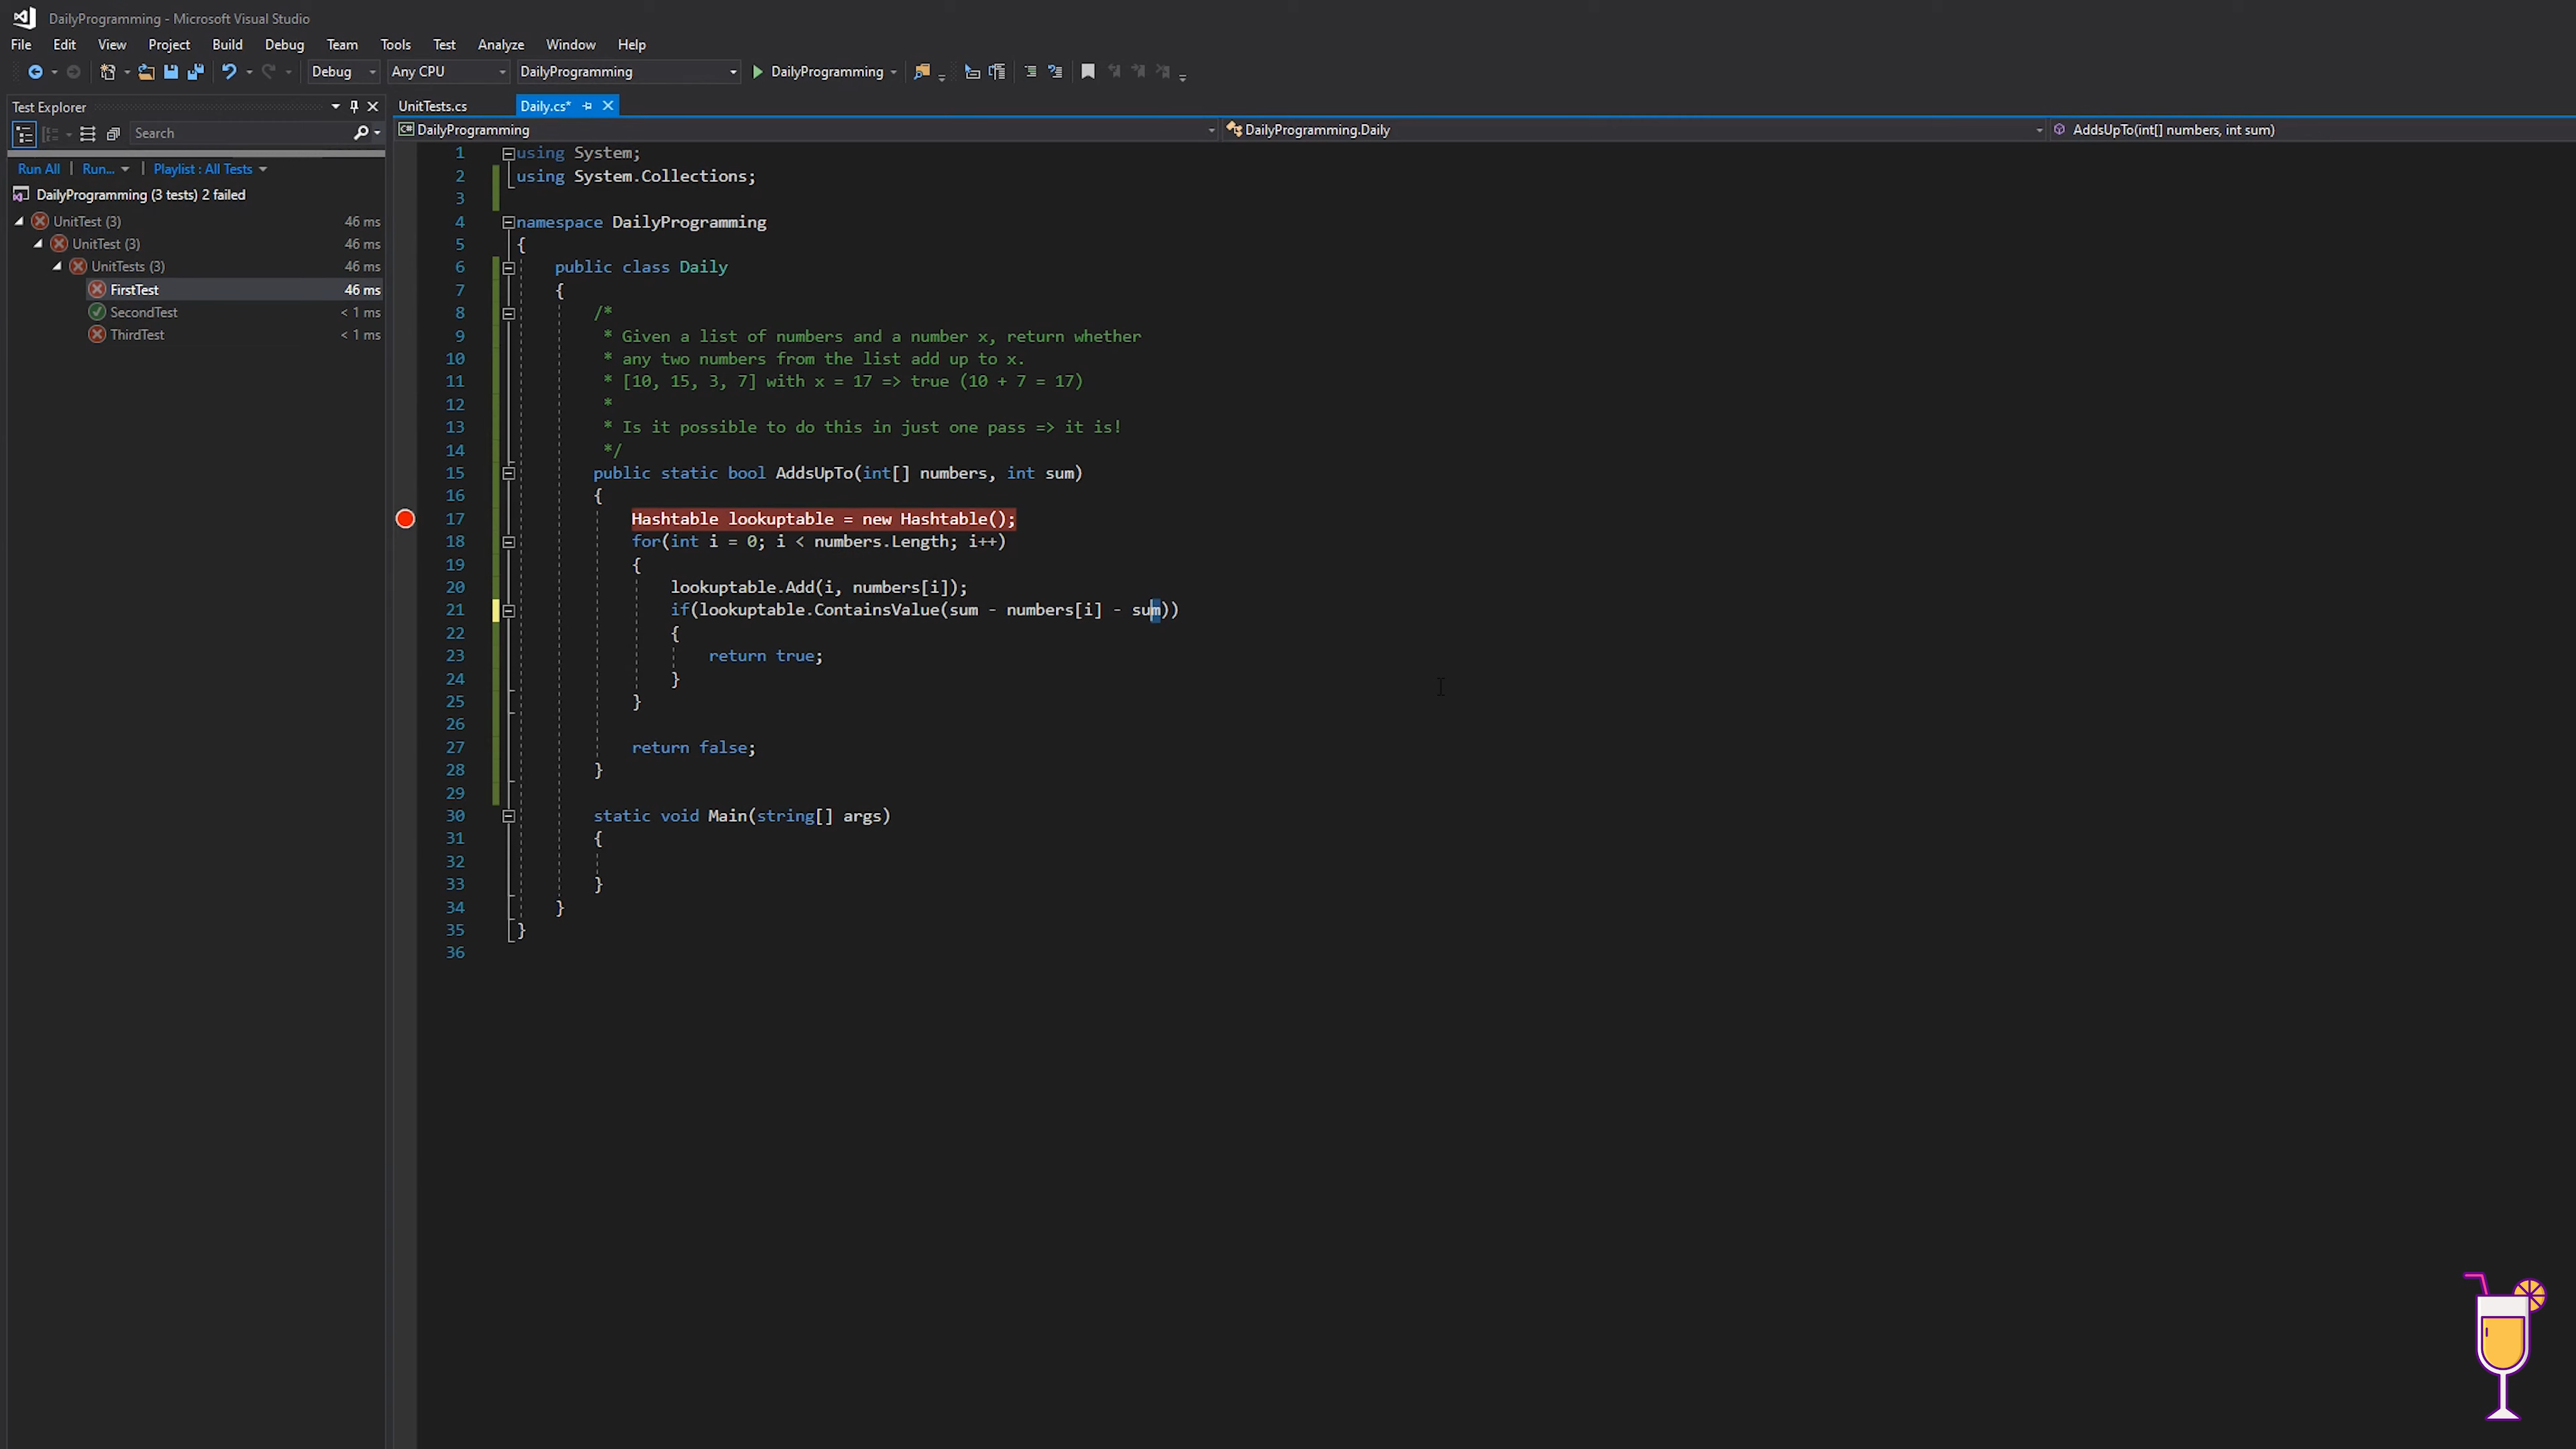 DailyProgramming - Microsoft Visual Studio
File Edit View Project Build Debug Team Tools Test Analyze Window Help
Debug Any CPU DailyProgramming DailyProgramming
Test Explorer
Search
Run All | Run... | Playlist : All Tests
DailyProgramming (3 tests) 2 failed
UnitTest (3) 46 ms
UnitTest (3) 46 ms
UnitTests (3) 46 ms
FirstTest 46 ms
SecondTest < 1 ms
ThirdTest < 1 ms
UnitTests.cs Daily.cs*
C# DailyProgramming DailyProgramming.Daily AddsUpTo(int[] numbers, int sum)
1 using System;
2 using System.Collections;
3
4 namespace DailyProgramming
5 {
6 public class Daily
7 {
8 /*
9 * Given a list of numbers and a number x, return whether
10 * any two numbers from the list add up to x.
11 * [10, 15, 3, 7] with x = 17 => true (10 + 7 = 17)
12 *
13 * Is it possible to do this in just one pass => it is!
14 */
15 public static bool AddsUpTo(int[] numbers, int sum)
16 {
17 Hashtable lookuptable = new Hashtable();
18 for(int i = 0; i < numbers.Length; i++)
19 {
20 lookuptable.Add(i, numbers[i]);
21 if(lookuptable.ContainsValue(sum - numbers[i] - sum))
22 {
23 return true;
24 }
25 }
26
27 return false;
28 }
29
30 static void Main(string[] args)
31 {
32
33 }
34 }
35 }
36